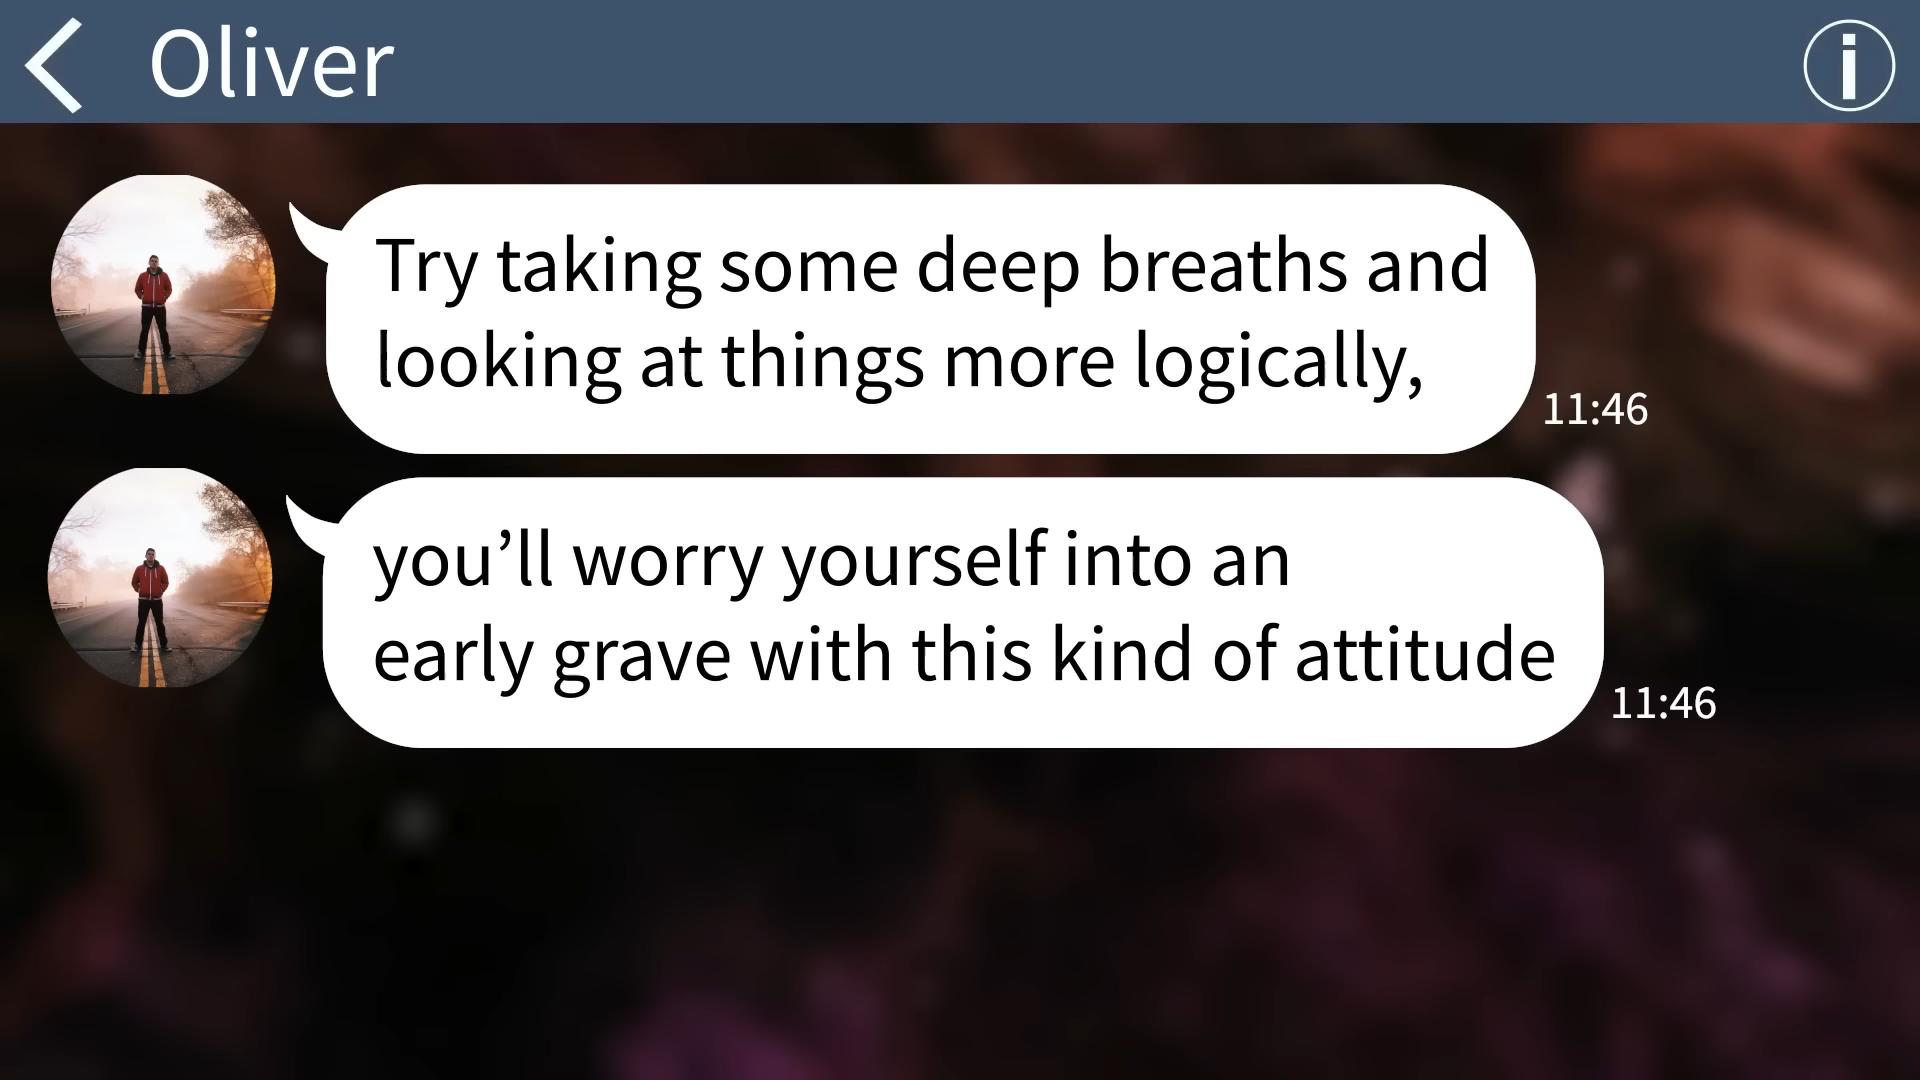 Oliver
Try taking some deep breaths and
looking at things more logically,
11:46
you’ll worry yourself into an
early grave with this kind of attitude
11:46